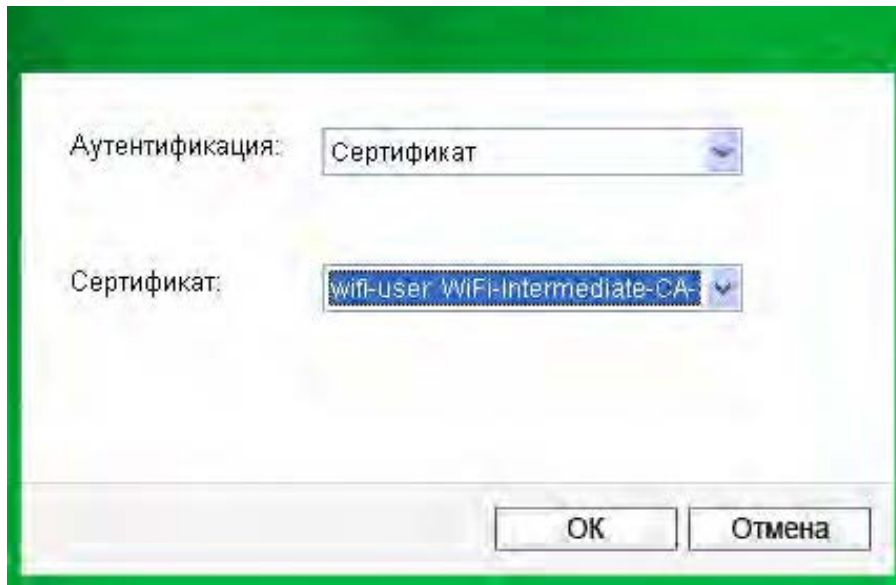 Аутентификация: Сертификат
Сертификат: wifi-user WiFi-Intermediate-CA-
OK Отмена